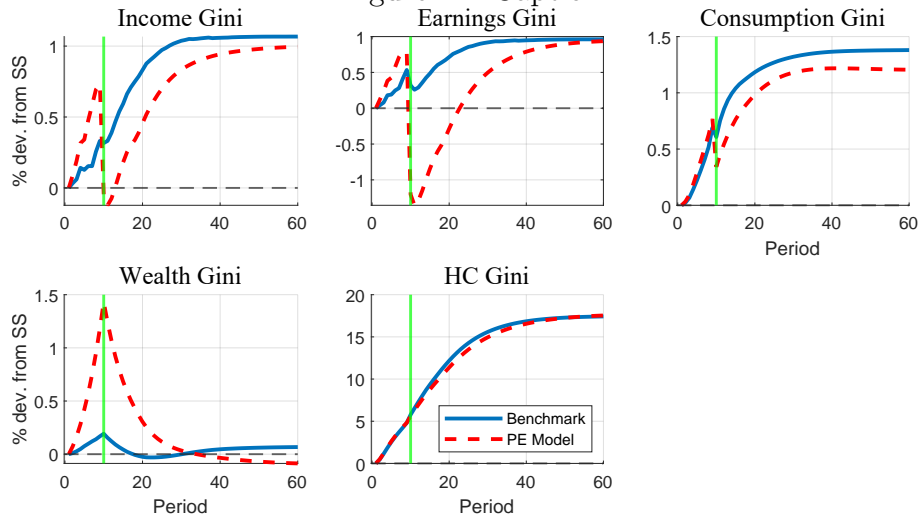 Income Gini
Earnings Gini
Consumption Gini
% dev. from SS
1
0.5
0
0 20 40 60
1
0.5
0
-0.5
-1
0 20 40 60
1.5
1
0.5
0
0 20 40 60
Period
Wealth Gini
HC Gini
% dev. from SS
1.5
1
0.5
0
0 20 40 60
Period
20
15
10
5
0
0 20 40 60
Period
Benchmark
PE Model